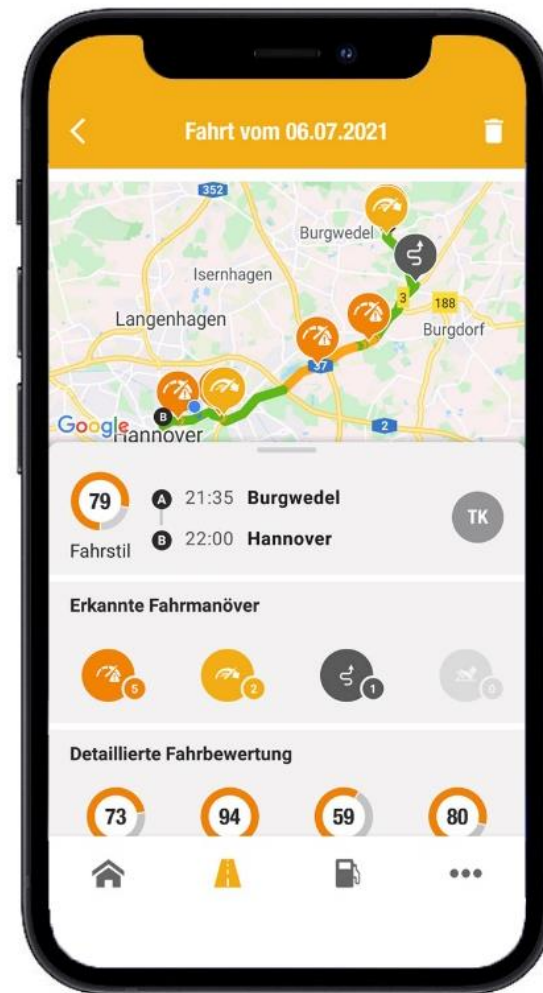 Fahrt vom 06.07.2021
352
Burgwedel
Isernhagen
3
188
Langenhagen
Burgdorf
37
B
2
Google
Hannover
79
A 21:35 Burgwedel
TK
Fahrstil
B 22:00 Hannover
Erkannte Fahrmanöver
5 2 1 0
Detaillierte Fahrbewertung
73 94 59 80